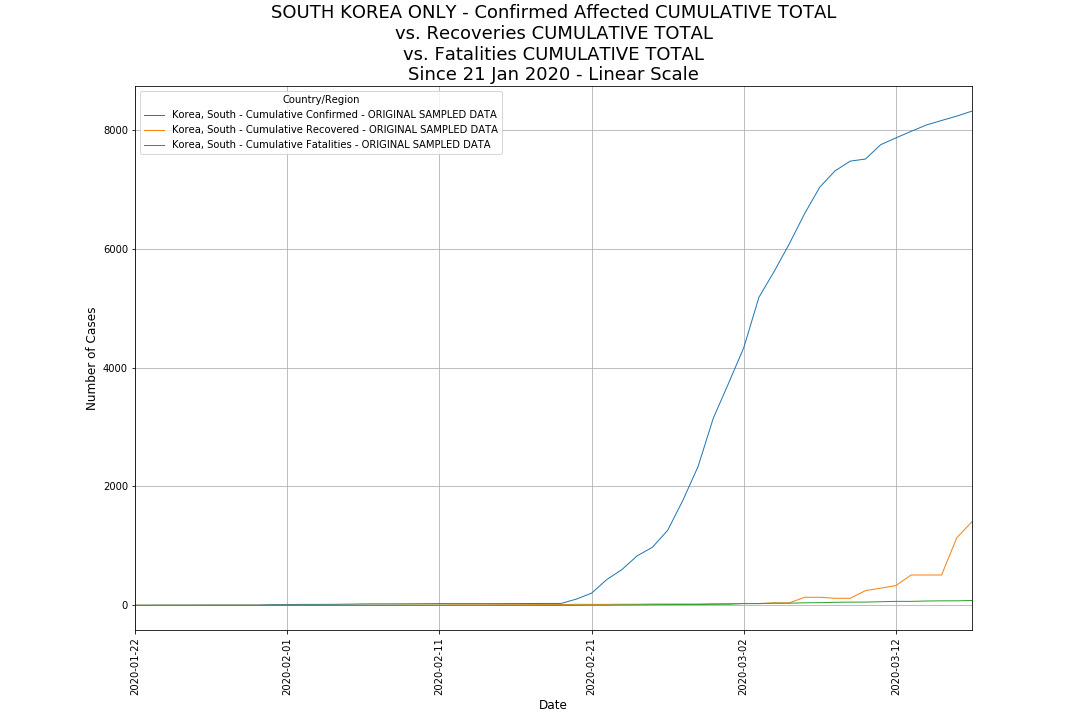 SOUTH KOREA ONLY - Confirmed Affected CUMULATIVE TOTAL
vs. Recoveries CUMULATIVE TOTAL
vs. Fatalities CUMULATIVE TOTAL
Since 21 Jan 2020 - Linear Scale
Country/Region
Korea, South - Cumulative Confirmed - ORIGINAL SAMPLED DATA
Korea, South - Cumulative Recovered - ORIGINAL SAMPLED DATA
Korea, South - Cumulative Fatalities - ORIGINAL SAMPLED DATA
Number of Cases
8000
6000
4000
2000
0
2020-01-22
2020-02-01
2020-02-11
2020-02-21
2020-03-02
2020-03-12
Date